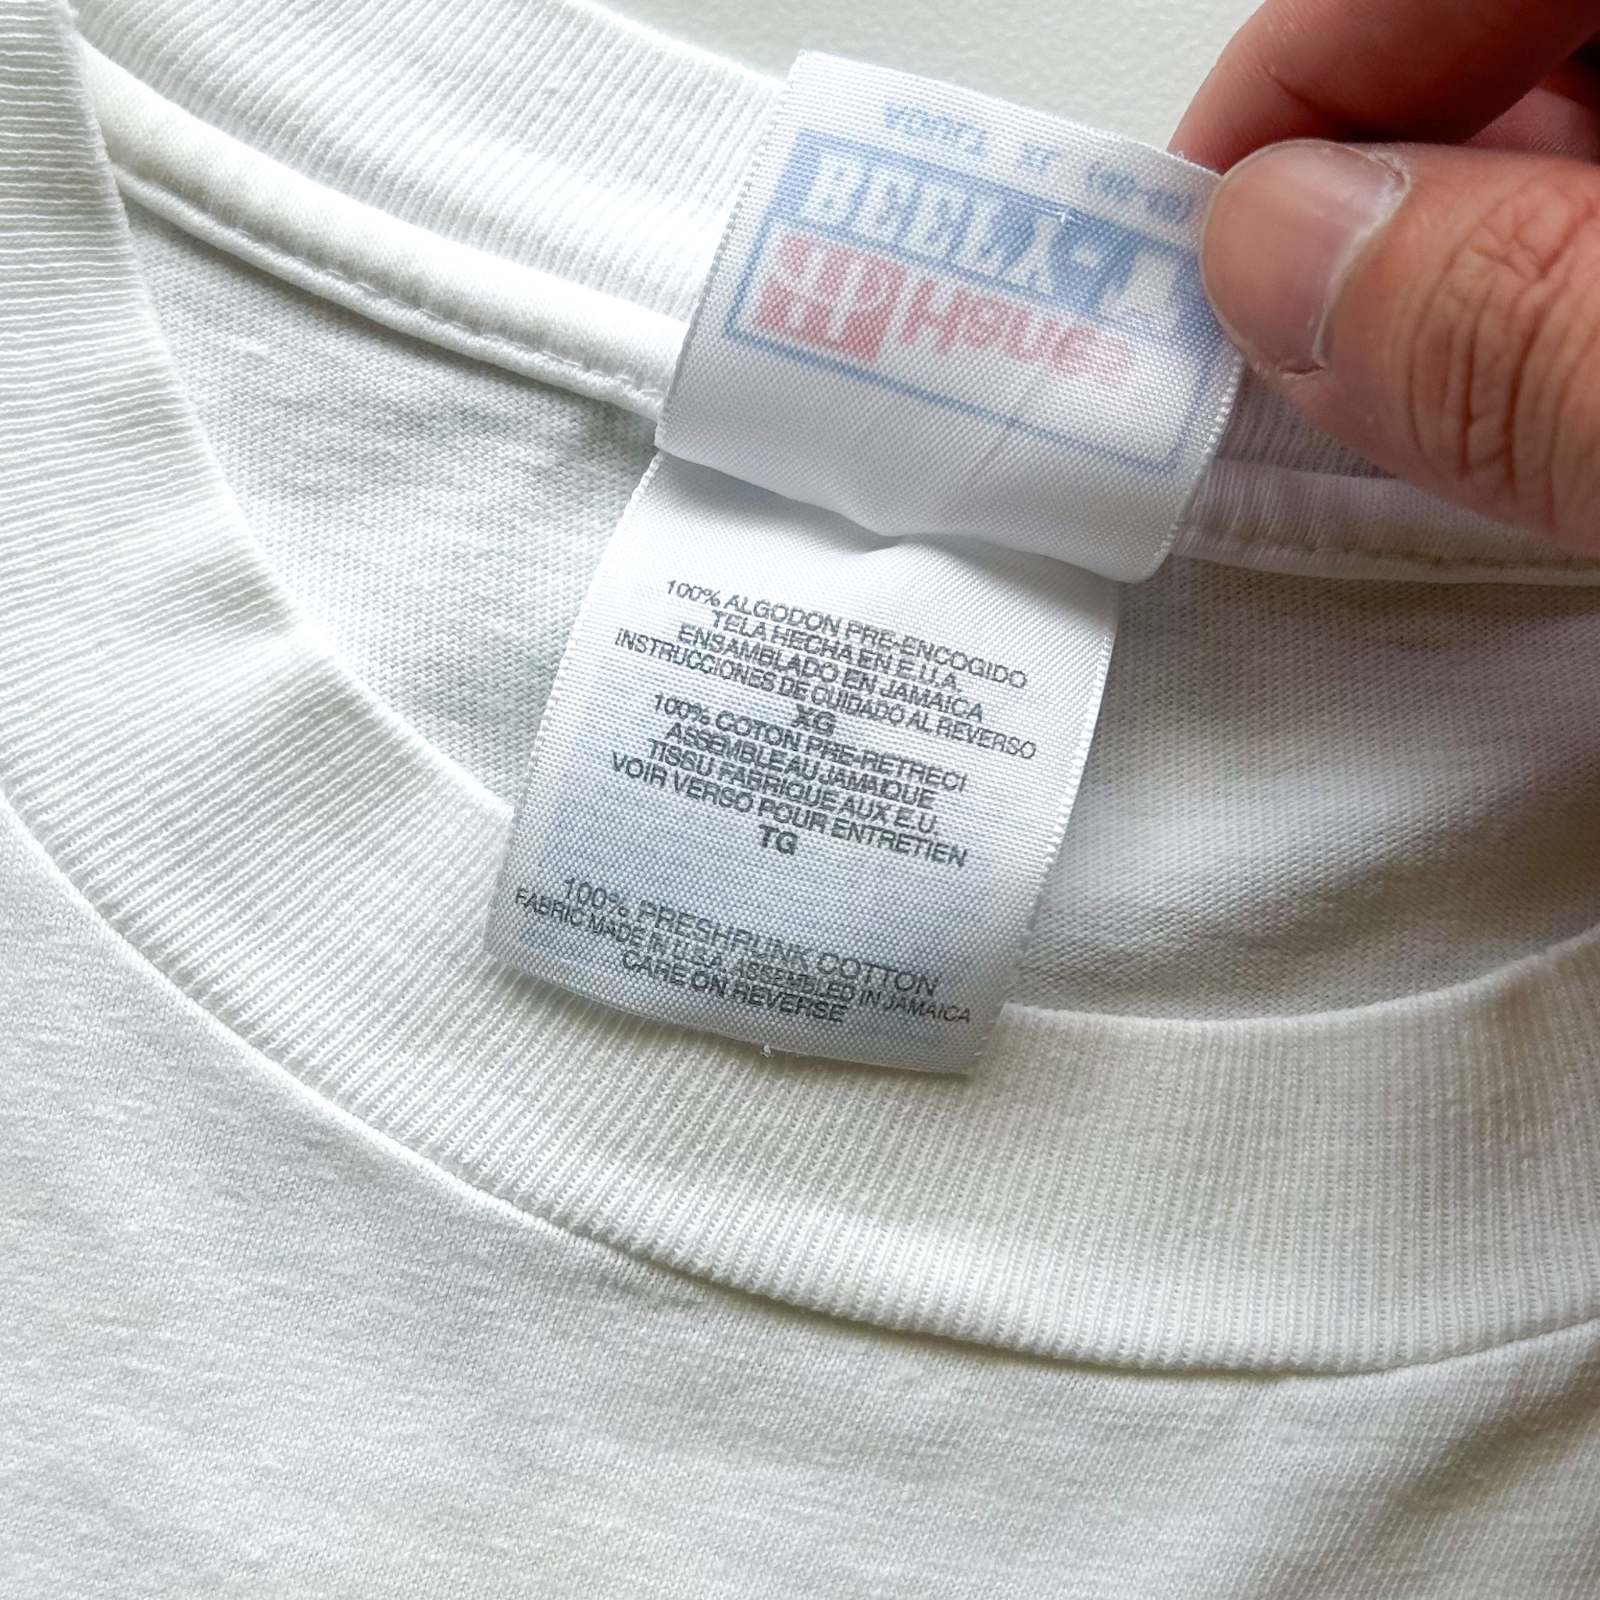 BEEFY-T
Hanes
100% ALGODON PRE-ENCOGIDO
TELA HECHA EN E.U.A.
ENSAMBLADO EN JAMAICA
INSTRUCCIONES DE CUIDADO AL REVERSO
XG
100% COTON PRE-RETRECI
ASSEMBLE AU JAMAIQUE
TISSU FABRIQUE AUX E.U.
VOIR VERSO POUR ENTRETIEN
TG
100% PRESHRUNK COTTON
FABRIC MADE IN U.S.A. ASSEMBLED IN JAMAICA
CARE ON REVERSE